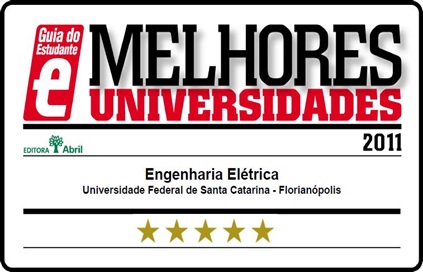 Guia do
Estudante
e
MELHORES
UNIVERSIDADES
EDITORA Abril
2011
Engenharia Elétrica
Universidade Federal de Santa Catarina - Florianópolis